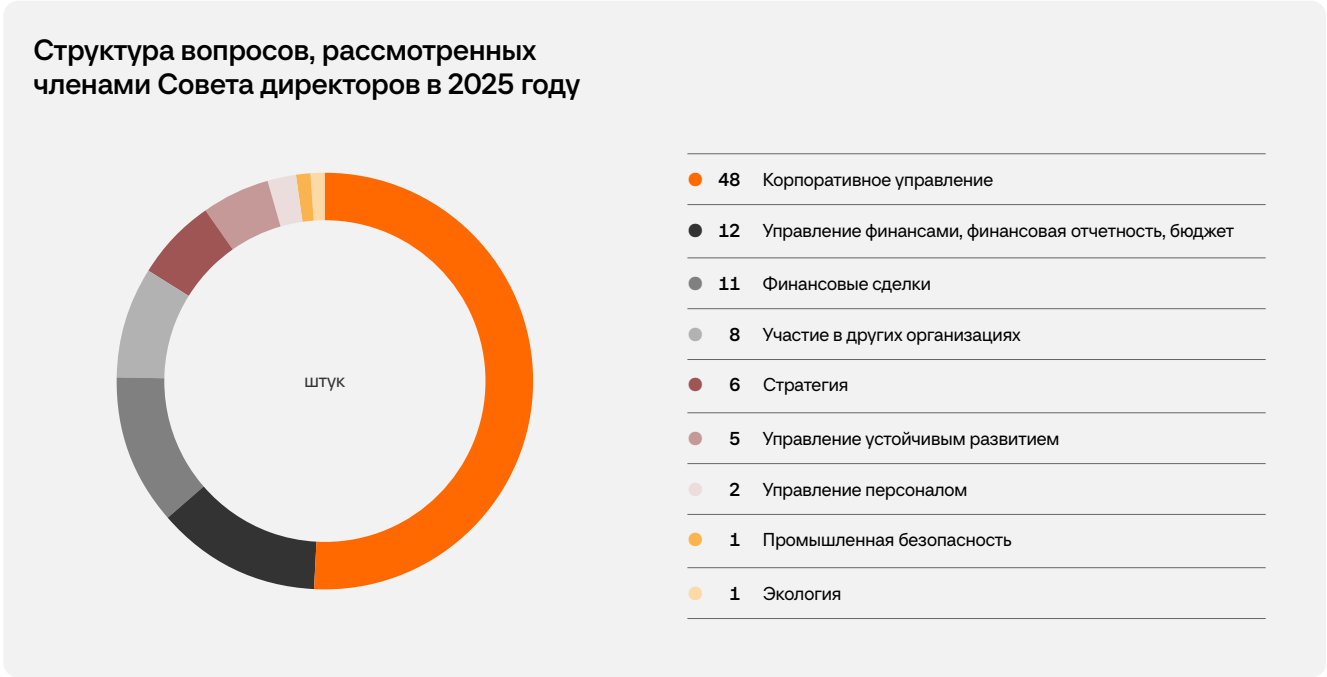 Структура вопросов, рассмотренных
членами Совета директоров в 2025 году
штук
48 Корпоративное управление
12 Управление финансами, финансовая отчетность, бюджет
11 Финансовые сделки
8 Участие в других организациях
6 Стратегия
5 Управление устойчивым развитием
2 Управление персоналом
1 Промышленная безопасность
1 Экология